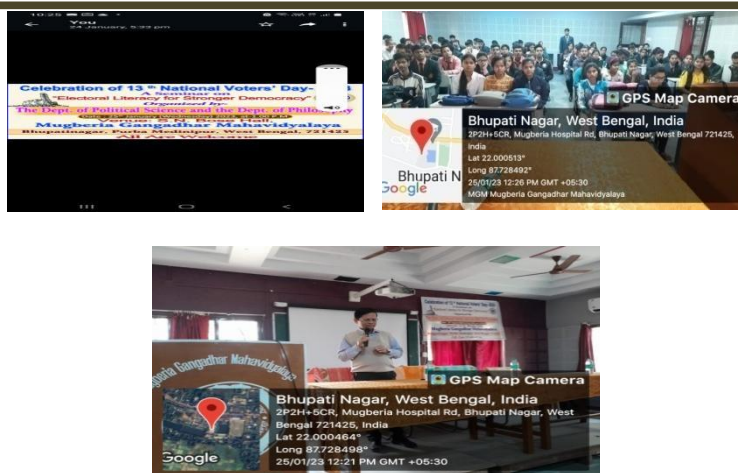 10:25
You
24 January, 5:33 pm
Celebration of 13th National Voters' Day-
A Seminar on
"Electoral Literacy for Stronger Democracy"
Organized by-
The Dept. of Political Science and the Dept. of Philosophy
Mugberia Gangadhar Mahavidyalaya
Bhupatinagar, Purba Medinipur, West Bengal, 721425
All Are Welcome
GPS Map Camera
Bhupati Nagar, West Bengal, India
2P2H+5CR, Mugberia Hospital Rd, Bhupati Nagar, West Bengal 721425,
India
Lat 22.000513°
Long 87.728492°
25/01/23 12:26 PM GMT +05:30
MGM Mugberia Gangadhar Mahavidyalaya
Bhupati N
Google
Mugberia Gangadhar Mahavidyalaya
GPS Map Camera
Bhupati Nagar, West Bengal, India
2P2H+5CR, Mugberia Hospital Rd, Bhupati Nagar, West
Bengal 721425, India
Lat 22.000464°
Long 87.728498°
25/01/23 12:21 PM GMT +05:30
Google